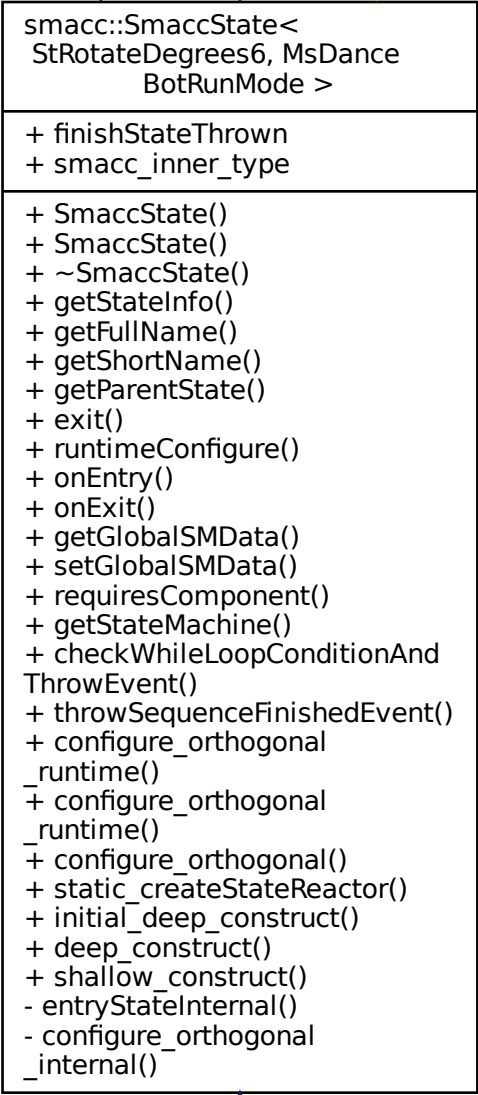 smacc::SmaccState<
StRotateDegrees6, MsDance
BotRunMode >
+ finishStateThrown
+ smacc_inner_type
+ SmaccState()
+ SmaccState()
+ ~SmaccState()
+ getStateInfo()
+ getFullName()
+ getShortName()
+ getParentState()
+ exit()
+ runtimeConfigure()
+ onEntry()
+ onExit()
+ getGlobalSMData()
+ setGlobalSMData()
+ requiresComponent()
+ getStateMachine()
+ checkWhileLoopConditionAnd
ThrowEvent()
+ throwSequenceFinishedEvent()
+ configure_orthogonal
_runtime()
+ configure_orthogonal
_runtime()
+ configure_orthogonal()
+ static_createStateReactor()
+ initial_deep_construct()
+ deep_construct()
+ shallow_construct()
- entryStateInternal()
- configure_orthogonal
_internal()